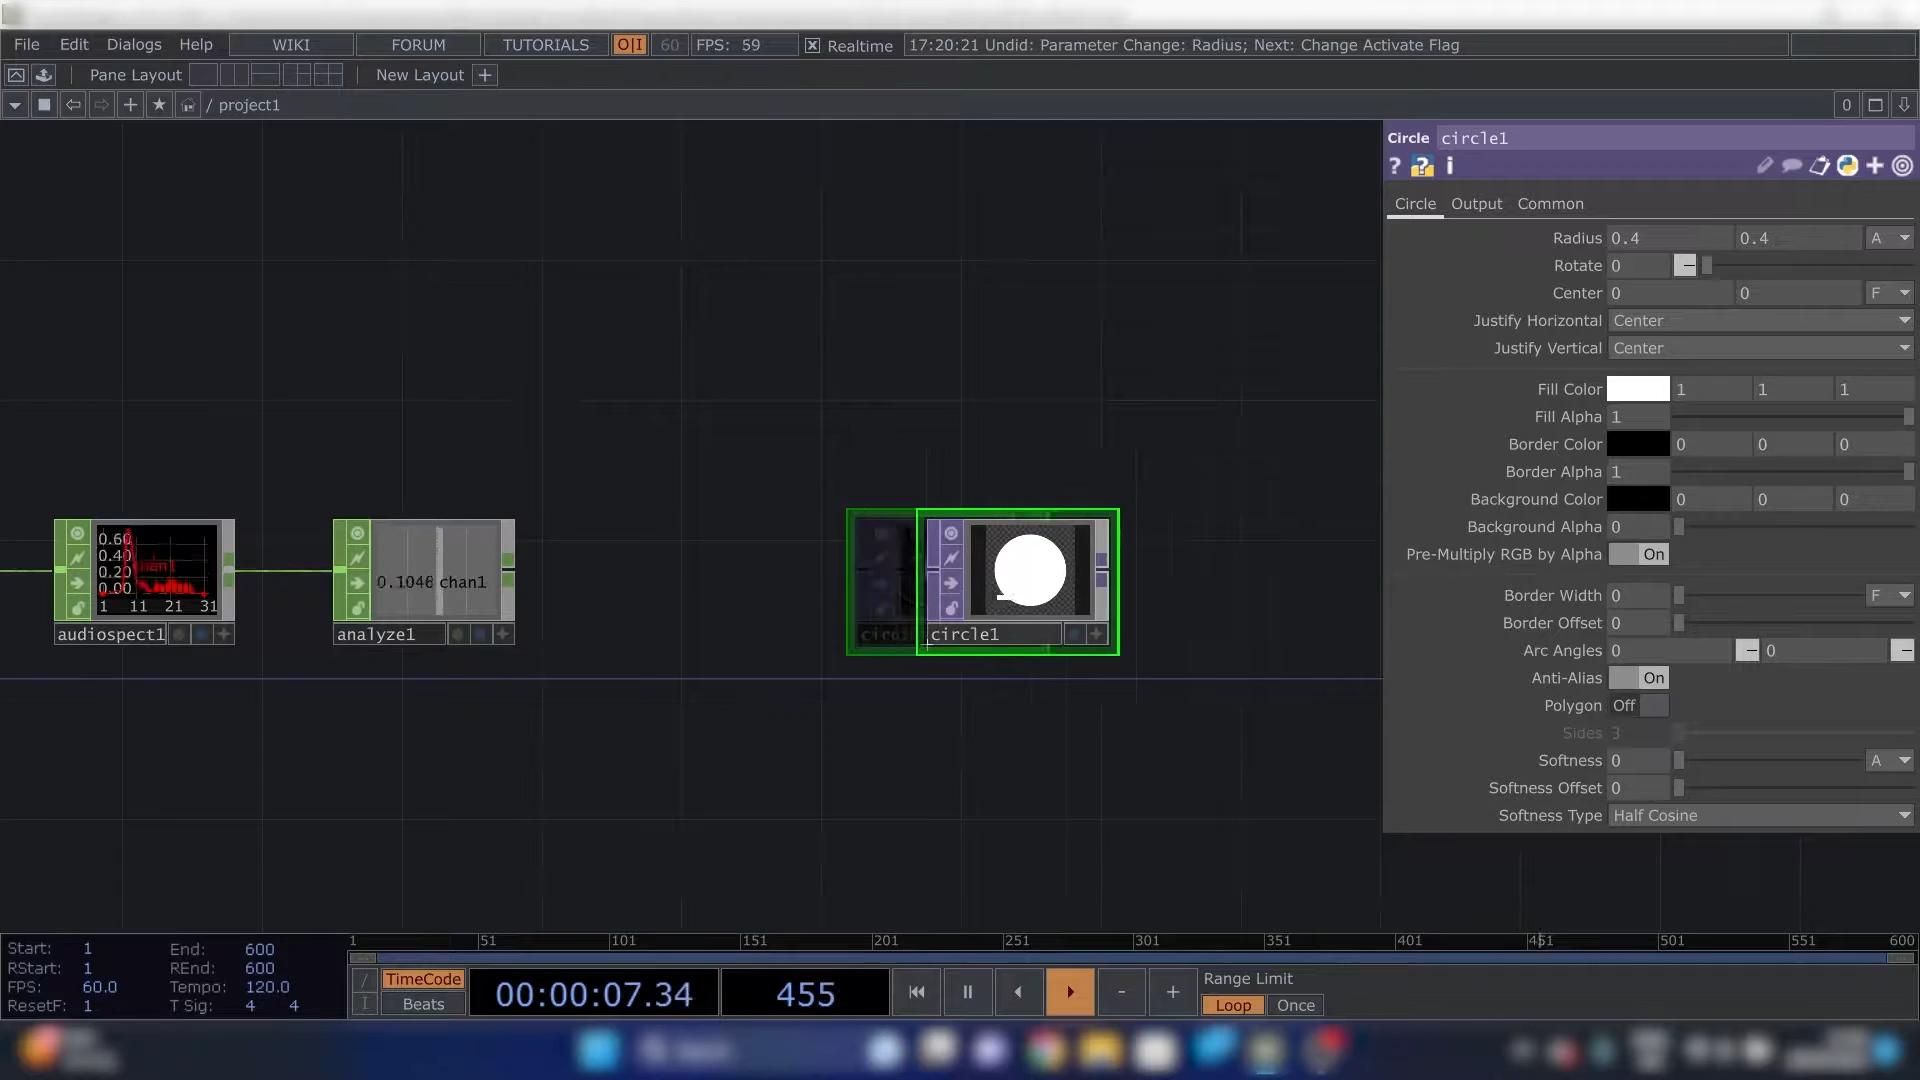 File Edit Dialogs Help WIKI FORUM TUTORIALS O|I 60 FPS: 59 Realtime 17:20:21 Undid: Parameter Change: Radius; Next: Change Activate Flag
Pane Layout New Layout +
/ project1 0
Circle circle1
? ? i
Circle Output Common
Radius 0.4 0.4 A
Rotate 0
Center 0 0 F
Justify Horizontal Center
Justify Vertical Center
Fill Color 1 1 1
Fill Alpha 1
Border Color 0 0 0
Border Alpha 1
Background Color 0 0 0
Background Alpha 0
Pre-Multiply RGB by Alpha On
Border Width 0 F
Border Offset 0
Arc Angles 0 0
Anti-Alias On
Polygon Off
Sides 3
Softness 0 A
Softness Offset 0
Softness Type Half Cosine
0.60
0.40
0.20
0.00
1 11 21 31
audiospect1
0.1046 chan1
analyze1
circle1
Start: 1 End: 600
RStart: 1 REnd: 600
FPS: 60.0 Tempo: 120.0
ResetF: 1 T Sig: 4 4
1 51 101 151 201 251 301 351 401 451 501 551 600
TimeCode
Beats
00:00:07.34 455
- +
Range Limit
Loop Once